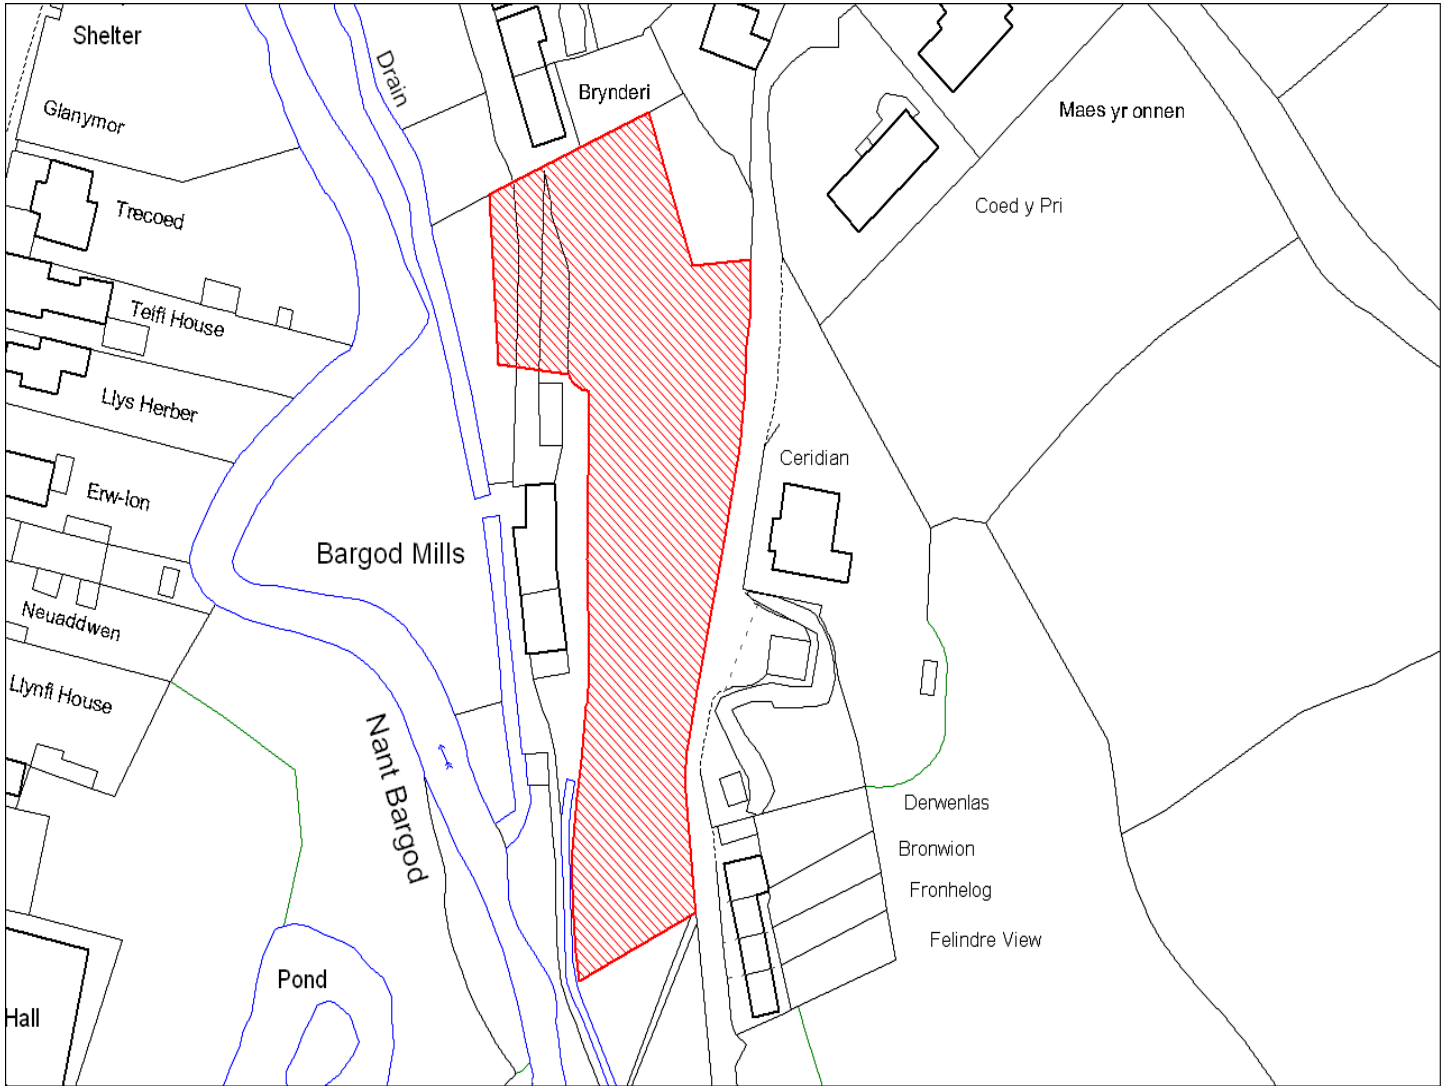 Shelter
Drain
Brynderi
Glanymor
Maes yr onnen
Trecoed
Coed y Pri
Teifi House
Llys Herber
Ceridian
Erw-lon
Bargod Mills
Neuaddwen
Llynfi House
Nant Bargod
Derwenlas
Bronwion
Fronhelog
Felindre View
Pond
Hall